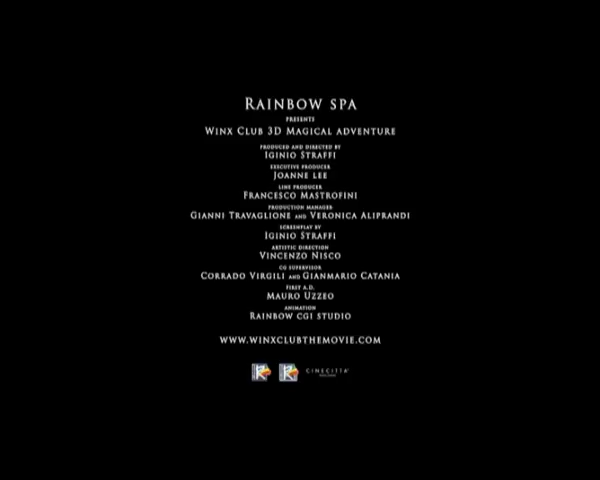 RAINBOW SPA
PRESENTS
WINX CLUB 3D MAGICAL ADVENTURE
PRODUCED AND DIRECTED BY
IGINIO STRAFFI
EXECUTIVE PRODUCER
JOANNE LEE
LINE PRODUCER
FRANCESCO MASTROFINI
PRODUCTION MANAGER
GIANNI TRAVAGLIONE AND VERONICA ALIPRANDI
SCREENPLAY BY
IGINIO STRAFFI
ARTISTIC DIRECTION
VINCENZO NISCO
CG SUPERVISOR
CORRADO VIRGILI AND GIANMARIO CATANIA
FIRST A.D.
MAURO UZZEO
ANIMATION
RAINBOW CGI STUDIO
WWW.WINXCLUBTHEMOVIE.COM
CINECITTÀ